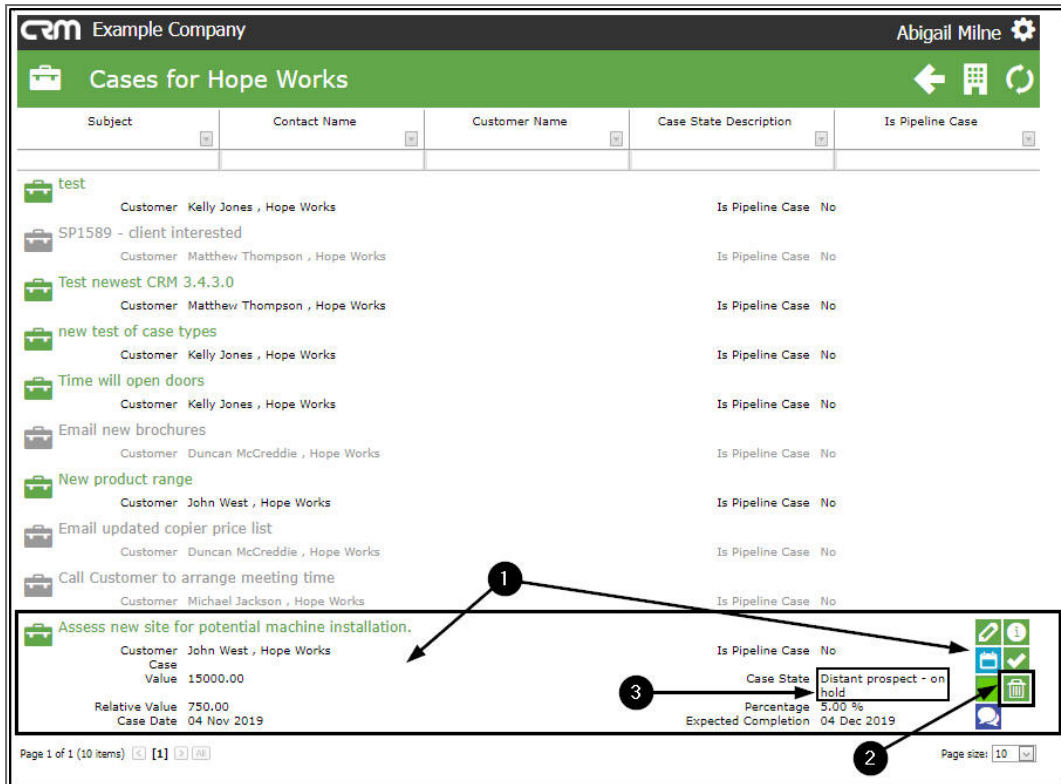 CRM Example Company Abigail Milne
Cases for Hope Works
Subject Contact Name Customer Name Case State Description Is Pipeline Case
test
Customer Kelly Jones , Hope Works Is Pipeline Case No
SP1589 - client interested
Customer Matthew Thompson , Hope Works Is Pipeline Case No
Test newest CRM 3.4.3.0
Customer Matthew Thompson , Hope Works Is Pipeline Case No
new test of case types
Customer Kelly Jones , Hope Works Is Pipeline Case No
Time will open doors
Customer Kelly Jones , Hope Works Is Pipeline Case No
Email new brochures
Customer Duncan McCreddie , Hope Works Is Pipeline Case No
New product range
Customer John West , Hope Works Is Pipeline Case No
Email updated copier price list
Customer Duncan McCreddie , Hope Works Is Pipeline Case No
Call Customer to arrange meeting time
1
Customer Michael Jackson , Hope Works Is Pipeline Case No
Assess new site for potential machine installation.
Customer John West , Hope Works Is Pipeline Case No
Case
Value 15000.00 Case State Distant prospect - on
3 hold
Relative Value 750.00 Percentage 5.00 %
Case Date 04 Nov 2019 Expected Completion 04 Dec 2019
Page 1 of 1 (10 items) < [1] > All 2 Page size: 10